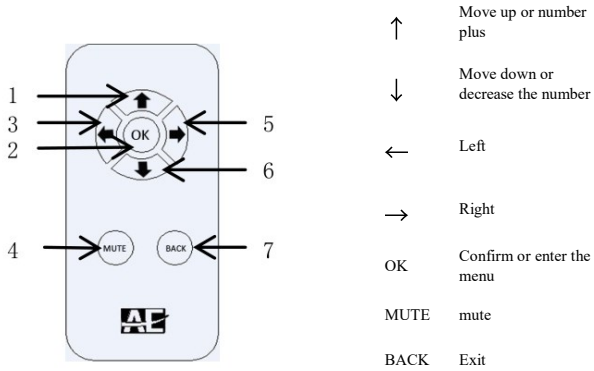 1
3
2
4
5
6
7
OK
MUTE
BACK
AE
↑ Move up or number
plus
↓ Move down or
decrease the number
← Left
→ Right
OK Confirm or enter the
menu
MUTE mute
BACK Exit